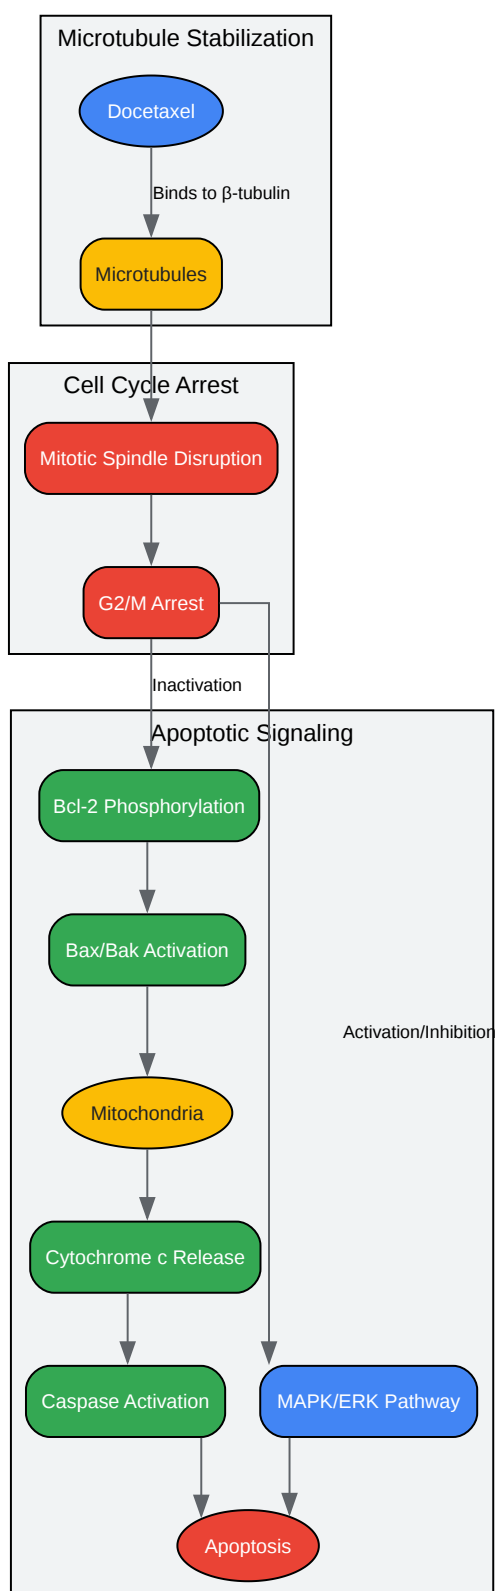 Microtubule Stabilization
Docetaxel
Binds to β-tubulin
Microtubules
Cell Cycle Arrest
Mitotic Spindle Disruption
G2/M Arrest
Inactivation
Apoptotic Signaling
Bcl-2 Phosphorylation
Bax/Bak Activation
Activation/Inhibition
Mitochondria
Cytochrome c Release
Caspase Activation
MAPK/ERK Pathway
Apoptosis